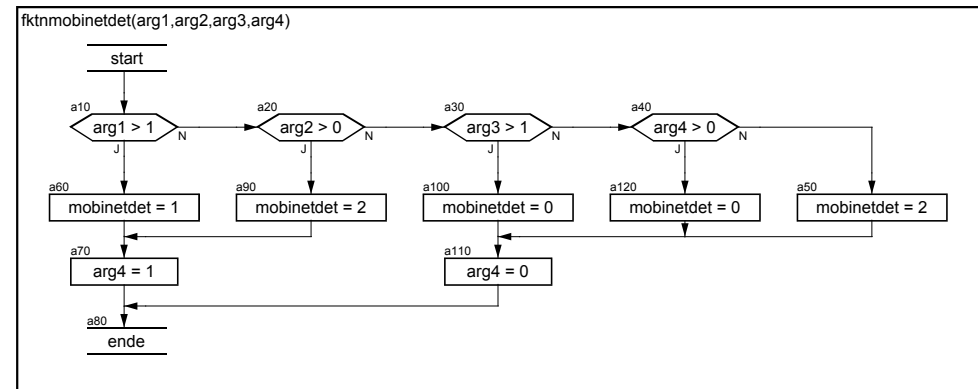 fktnmobinetdet(arg1,arg2,arg3,arg4)
start
a10
arg1 > 1
N
J
a20
arg2 > 0
N
J
a30
arg3 > 1
N
J
a40
arg4 > 0
N
J
a60
mobinetdet = 1
a90
mobinetdet = 2
a100
mobinetdet = 0
a120
mobinetdet = 0
a50
mobinetdet = 2
a70
arg4 = 1
a110
arg4 = 0
a80
ende